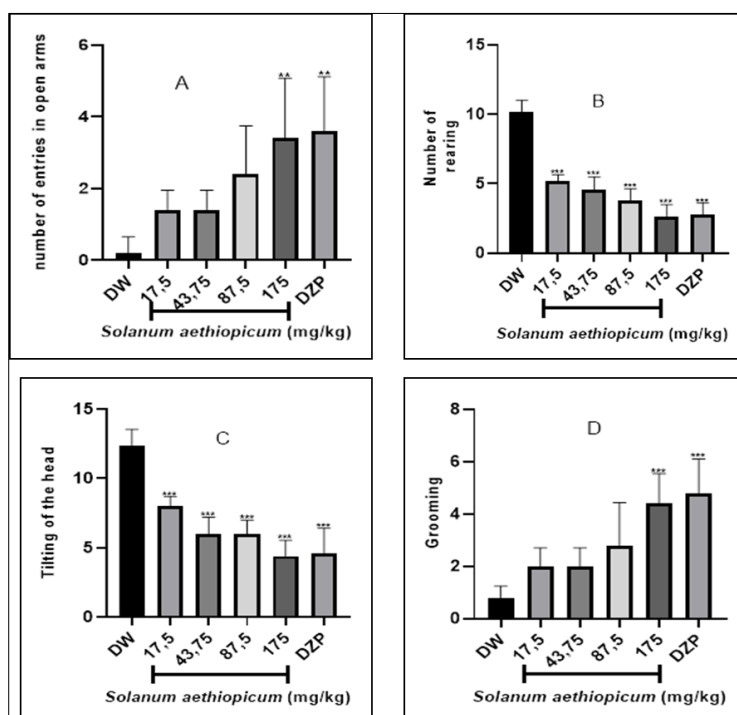 A
number of entries in open arms
6
4
2
0
** **
DW 17,5 43,75 87,5 175 DZP
Solanum aethiopicum (mg/kg)
B
Number of
rearing
15
10
5
0
*** *** *** *** ***
DW 17,5 43,75 87,5 175 DZP
Solanum aethiopicum (mg/kg)
C
Tilting of the head
15
10
5
0
*** *** *** *** ***
DW 17,5 43,75 87,5 175 DZP
Solanum aethiopicum (mg/kg)
D
Grooming
8
6
4
2
0
*** ***
DW 17,5 43,75 87,5 175 DZP
Solanum aethiopicum (mg/kg)